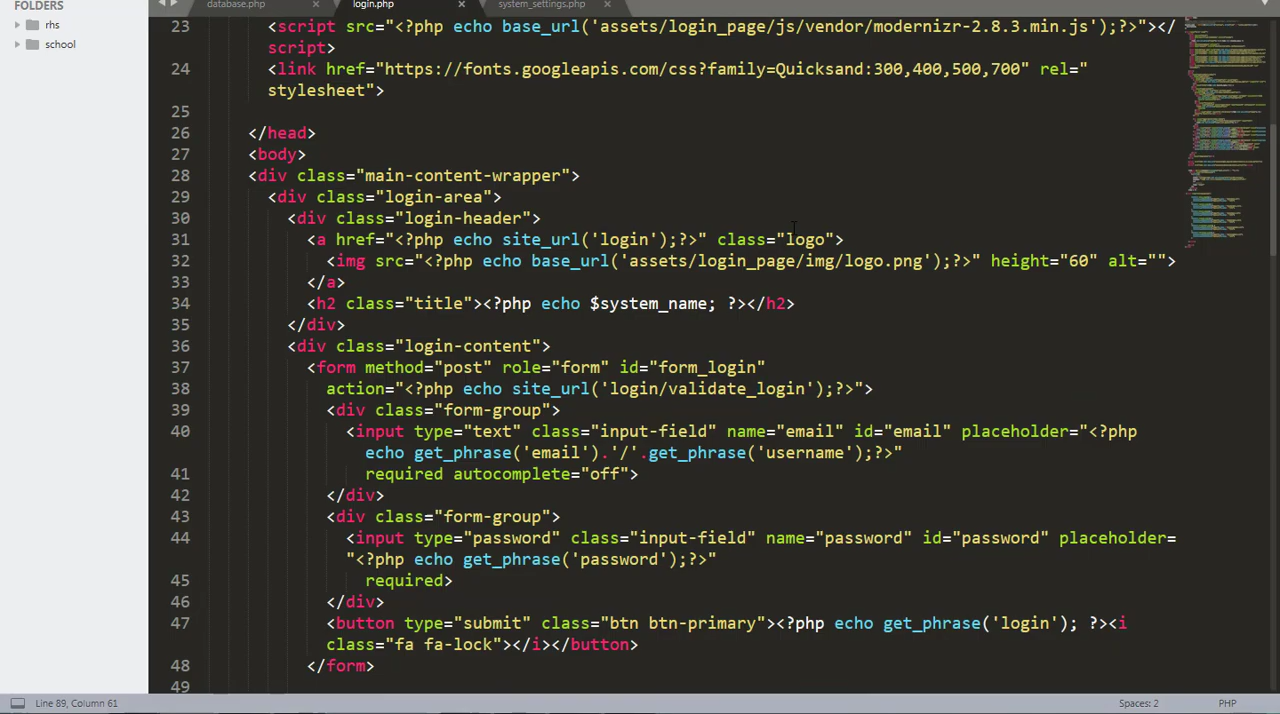 FOLDERS
rhs
school
database.php × login.php × system_settings.php ×
23 <script src="<?php echo base_url('assets/login_page/js/vendor/modernizr-2.8.3.min.js');?>"></
script>
24 <link href="https://fonts.googleapis.com/css?family=Quicksand:300,400,500,700" rel="
stylesheet">
25
26 </head>
27 <body>
28 <div class="main-content-wrapper">
29 <div class="login-area">
30 <div class="login-header">
31 <a href="<?php echo site_url('login');?>" class="logo">
32 <img src="<?php echo base_url('assets/login_page/img/logo.png');?>" height="60" alt="">
33 </a>
34 <h2 class="title"><?php echo $system_name; ?></h2>
35 </div>
36 <div class="login-content">
37 <form method="post" role="form" id="form_login"
38 action="<?php echo site_url('login/validate_login');?>">
39 <div class="form-group">
40 <input type="text" class="input-field" name="email" id="email" placeholder="<?php
echo get_phrase('email').'/'.get_phrase('username');?>"
41 required autocomplete="off">
42 </div>
43 <div class="form-group">
44 <input type="password" class="input-field" name="password" id="password" placeholder=
"<?php echo get_phrase('password');?>"
45 required>
46 </div>
47 <button type="submit" class="btn btn-primary"><?php echo get_phrase('login'); ?><i
class="fa fa-lock"></i></button>
48 </form>
49
Line 89, Column 61 Spaces: 2 PHP